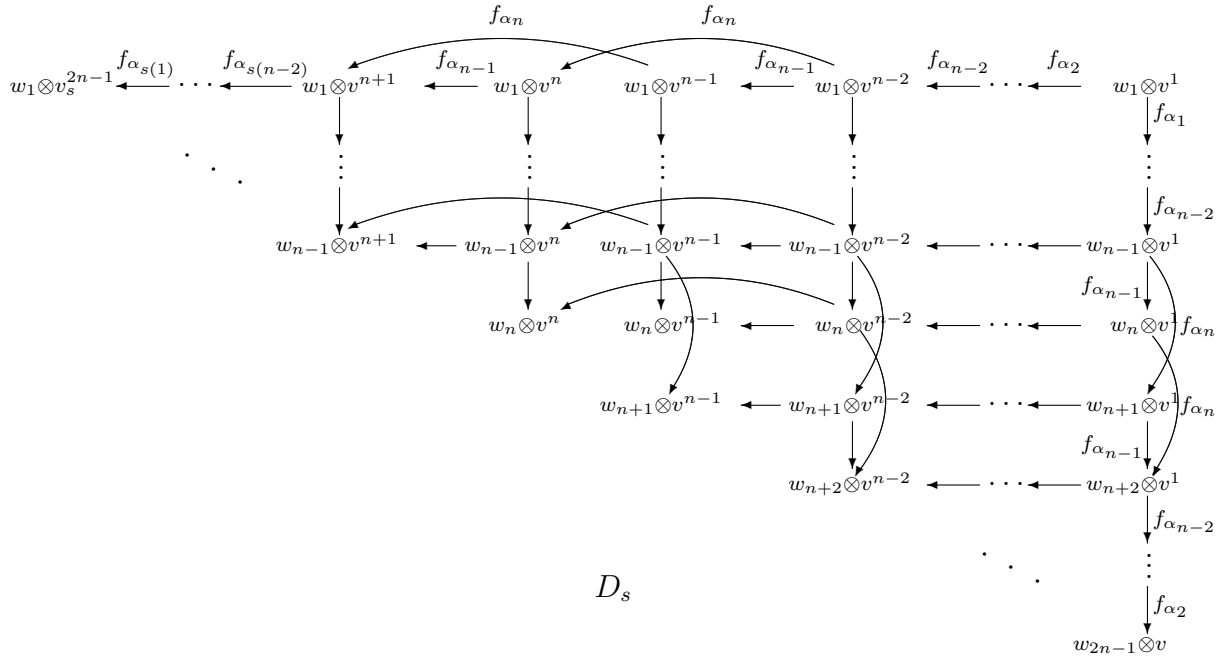 f_{α_n} f_{α_n}
f_{α_{s(1)}} f_{α_{s(n-2)}} f_{α_{n-1}} f_{α_{n-1}} f_{α_{n-2}} f_{α_2}
w_1⊗v_s^{2n-1} ··· w_1⊗v^{n+1} w_1⊗v^n w_1⊗v^{n-1} w_1⊗v^{n-2} ··· w_1⊗v^1
f_{α_1}
f_{α_{n-2}}
w_{n-1}⊗v^{n+1} w_{n-1}⊗v^n w_{n-1}⊗v^{n-1} w_{n-1}⊗v^{n-2} ··· w_{n-1}⊗v^1
f_{α_{n-1}}
w_n⊗v^n w_n⊗v^{n-1} w_n⊗v^{n-2} ··· w_n⊗v^1 f_{α_n}
w_{n+1}⊗v^{n-1} w_{n+1}⊗v^{n-2} ··· w_{n+1}⊗v^1 f_{α_n}
f_{α_{n-1}}
w_{n+2}⊗v^{n-2} ··· w_{n+2}⊗v^1
f_{α_{n-2}}
D_s
f_{α_2}
w_{2n-1}⊗v